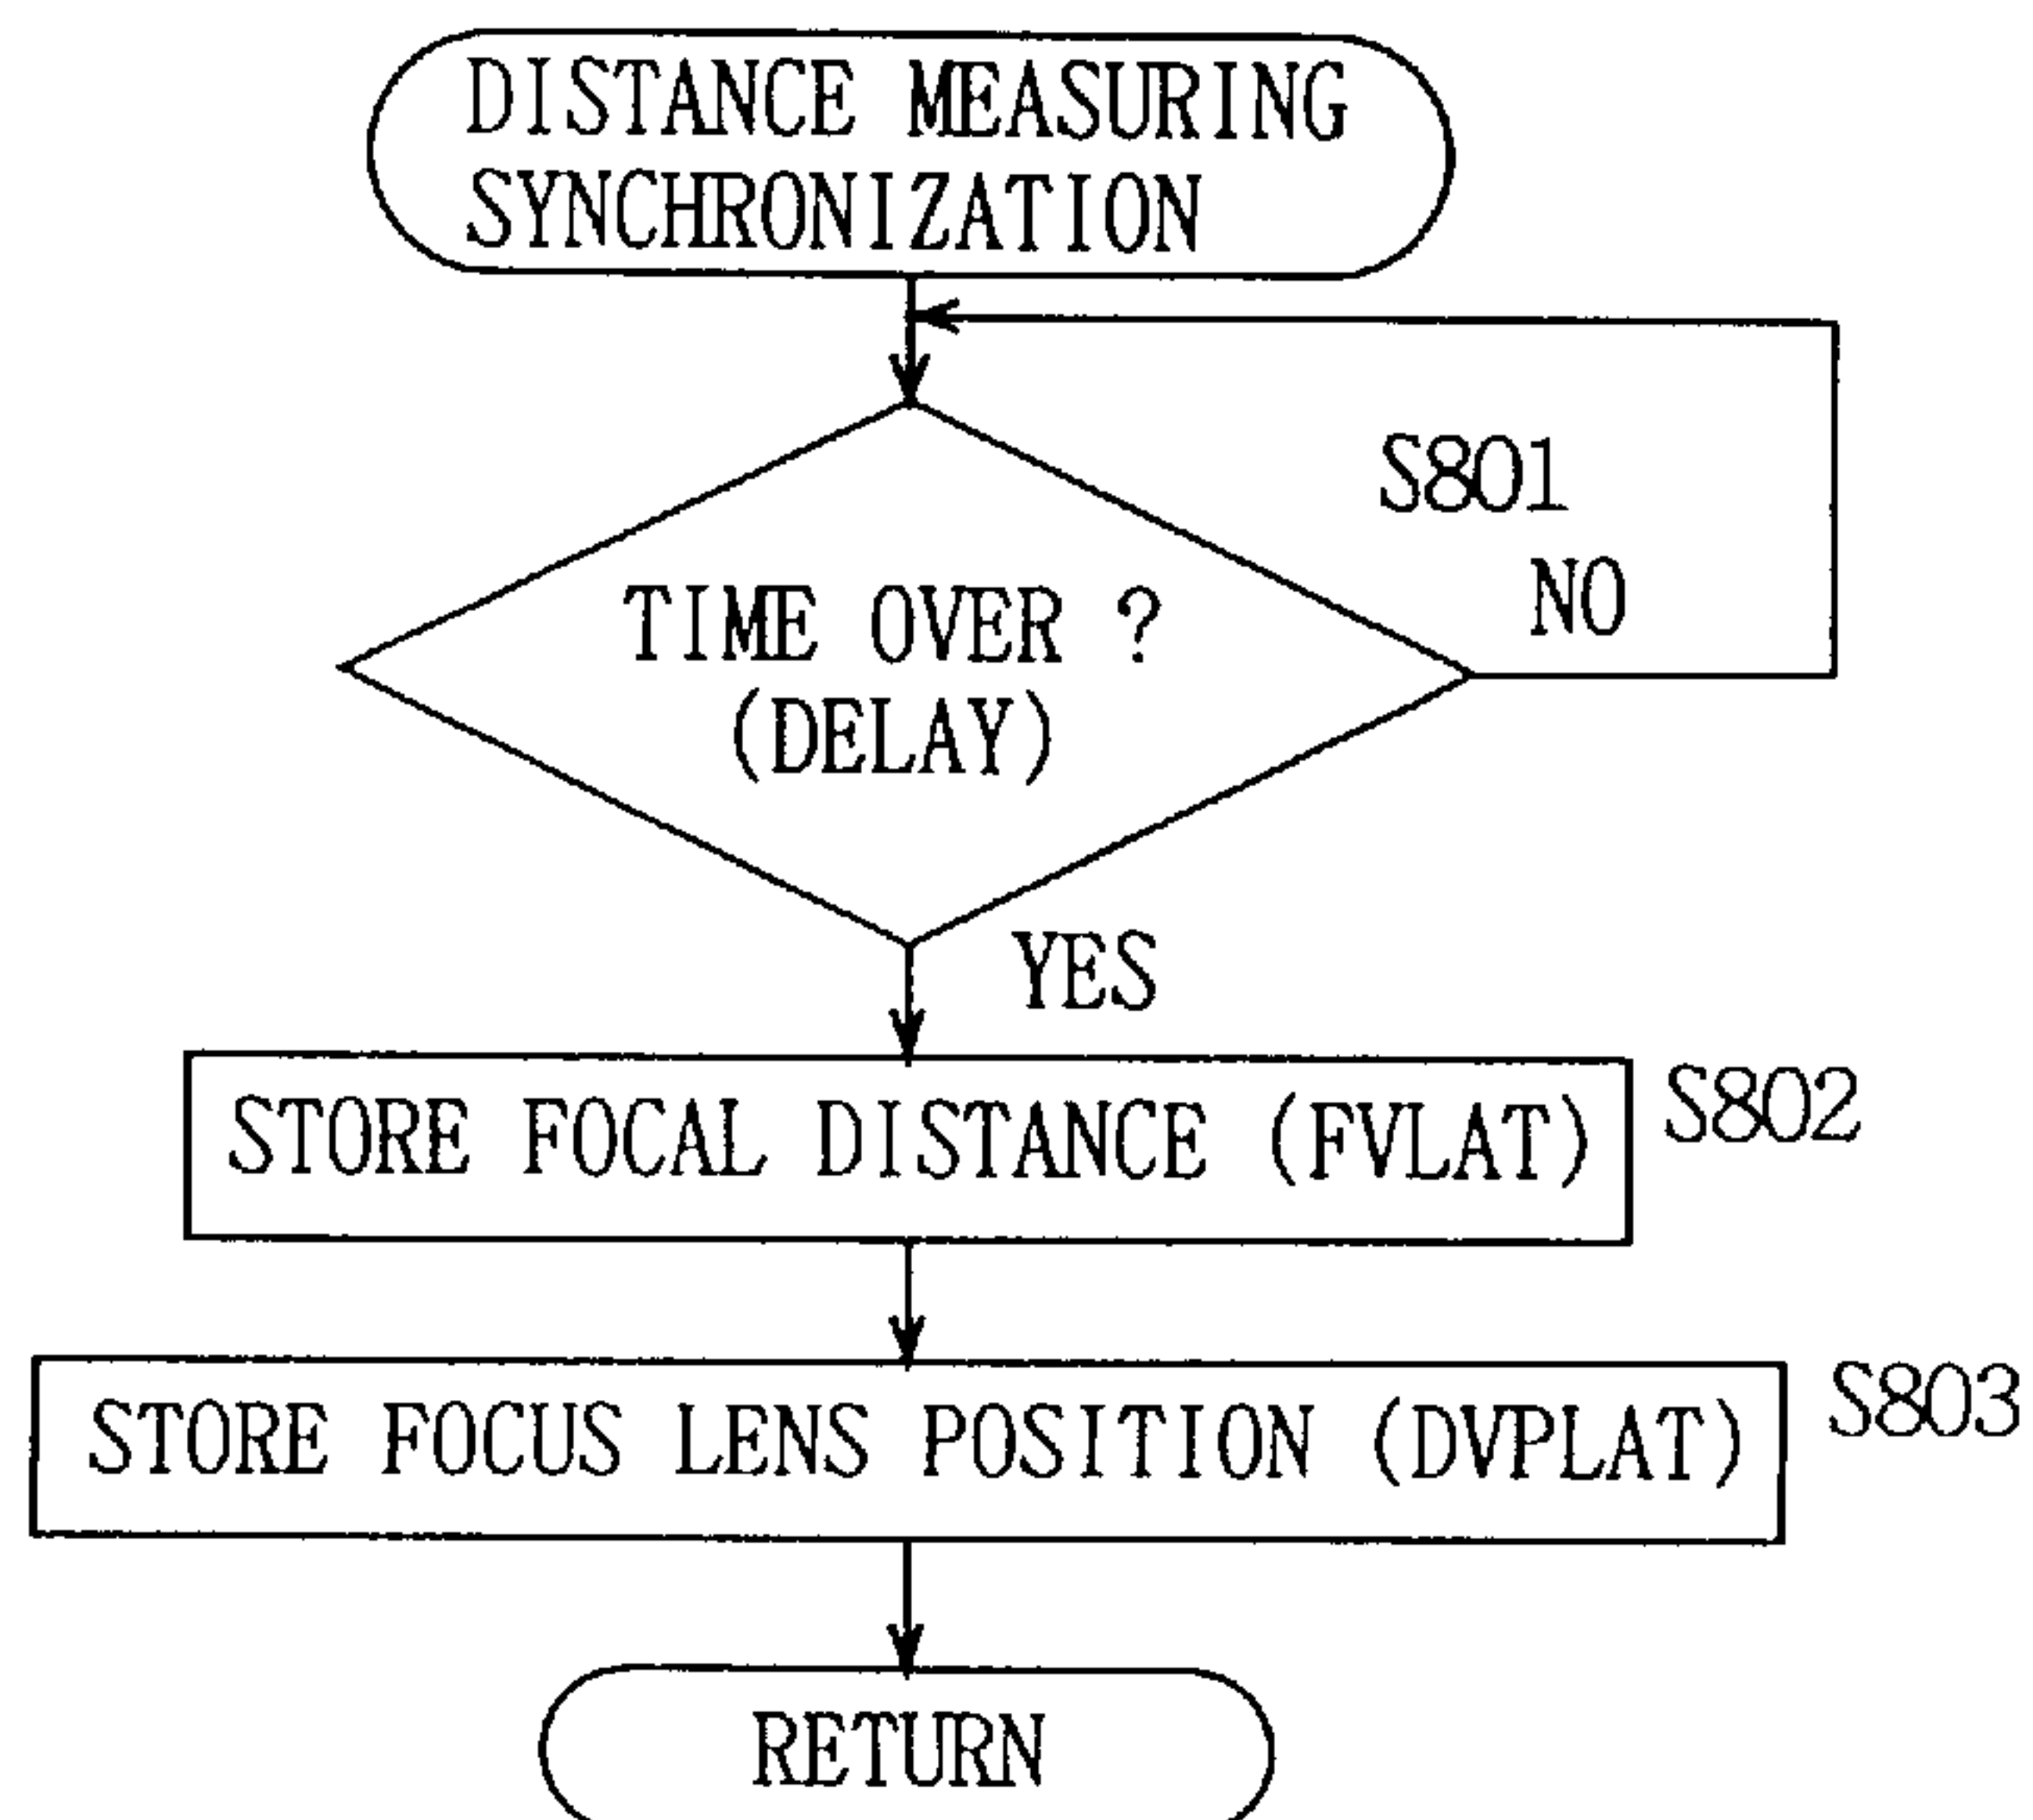 DISTANCE MEASURING
SYNCHRONIZATION
S801
NO
TIME OVER ?
(DELAY)
YES
STORE FOCAL DISTANCE (FVLAT)
S802
STORE FOCUS LENS POSITION (DVPLAT)
S803
RETURN